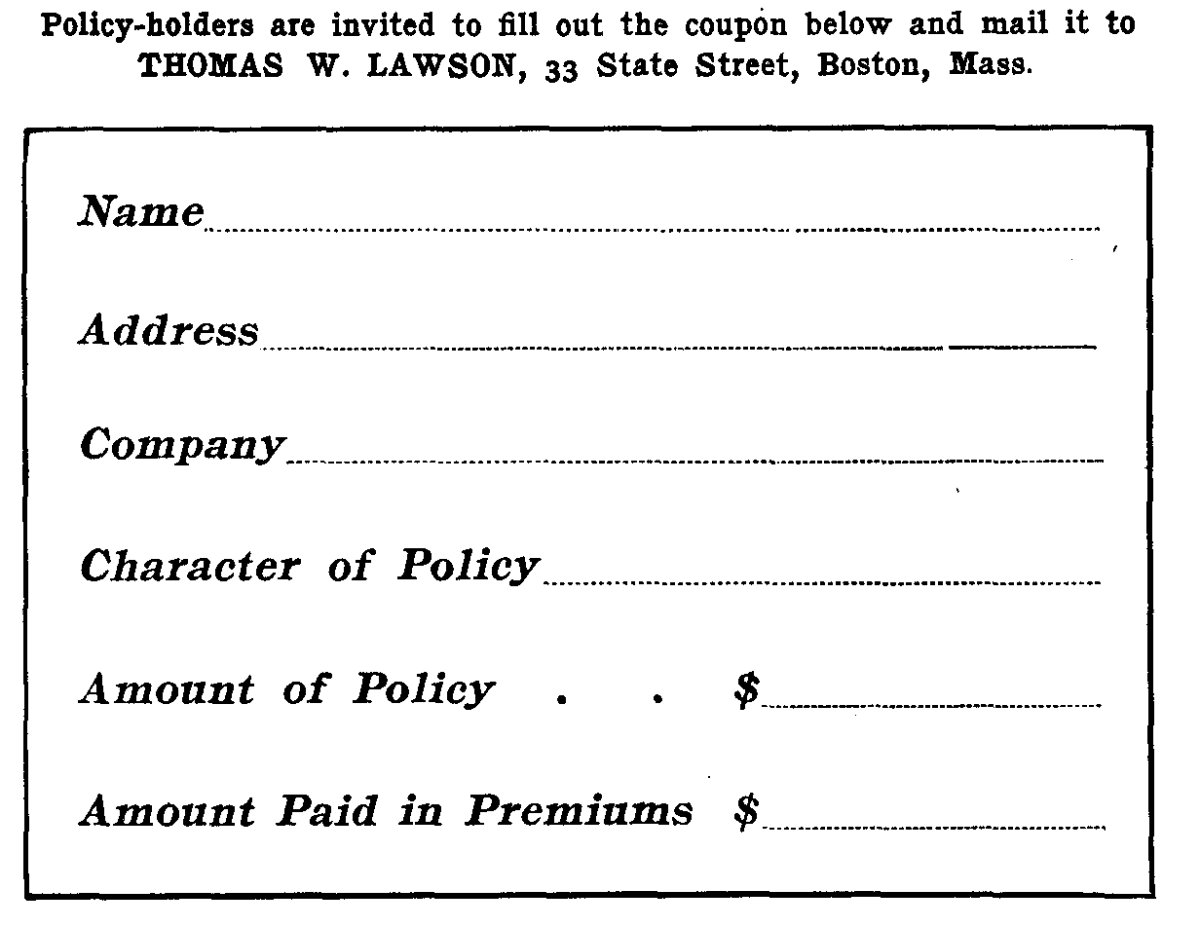 Policy-holders are invited to fill out the coupon below and mail it to
THOMAS W. LAWSON, 33 State Street, Boston, Mass.
Name
Address
Company
Character of Policy
Amount of Policy . . $
Amount Paid in Premiums $